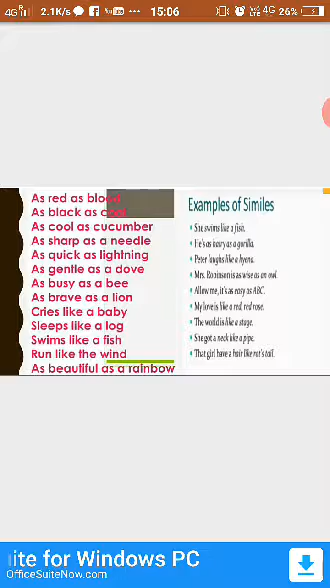 4G R 2.1K/s 15:06 VoLTE 4G 26%
As red as blood
As black as coal
As cool as cucumber
As sharp as a needle
As quick as lightning
As gentle as a dove
As busy as a bee
As brave as a lion
Cries like a baby
Sleeps like a log
Swims like a fish
Run like the wind
As beautiful as a rainbow
Examples of Similes
• She swims like a fish.
• He's as hairy as a gorilla.
• Peter laughs like a hyena.
• Mrs. Robinson is as wise as an owl.
• Allow me, it's as easy as ABC.
• My love is like a red, red rose.
• The world is like a stage.
• She got a neck like a pipe.
• That girl have a hair like rat's tail.
ite for Windows PC
OfficeSuiteNow.com